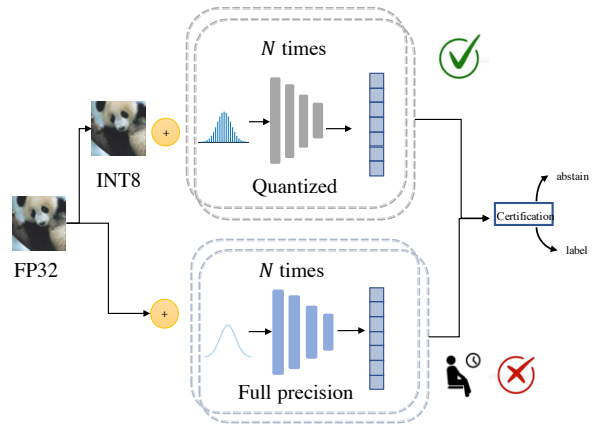 N times
+
INT8
Quantized
abstain
Certification
label
FP32
N times
+
Full precision